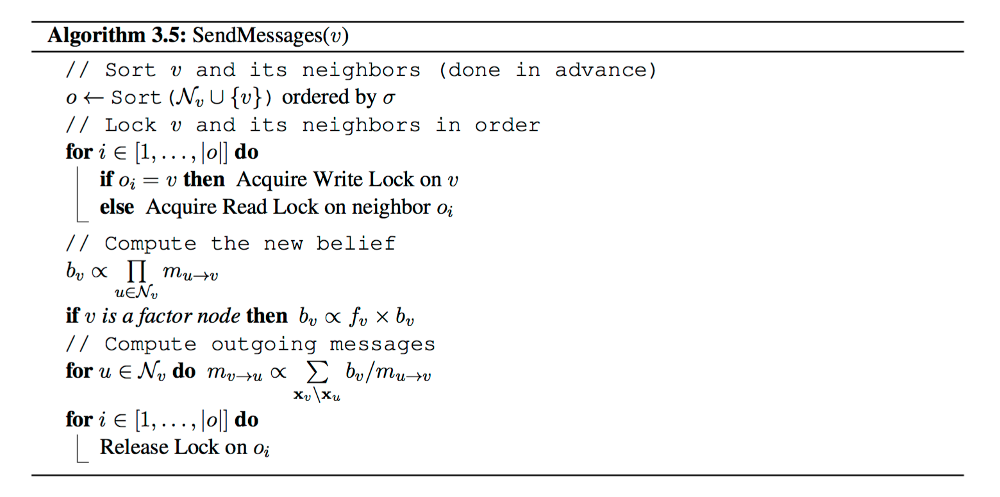 Algorithm 3.5: SendMessages(v)
// Sort v and its neighbors (done in advance)
o ← Sort(𝒩_v ∪ {v}) ordered by σ
// Lock v and its neighbors in order
for i ∈ [1, . . . , |o|] do
if o_i = v then Acquire Write Lock on v
else Acquire Read Lock on neighbor o_i
// Compute the new belief
b_v ∝ ∏_{u∈𝒩_v} m_{u→v}
if v is a factor node then b_v ∝ f_v × b_v
// Compute outgoing messages
for u ∈ 𝒩_v do m_{v→u} ∝ ∑_{𝐱_v\𝐱_u} b_v/m_{u→v}
for i ∈ [1, . . . , |o|] do
Release Lock on o_i